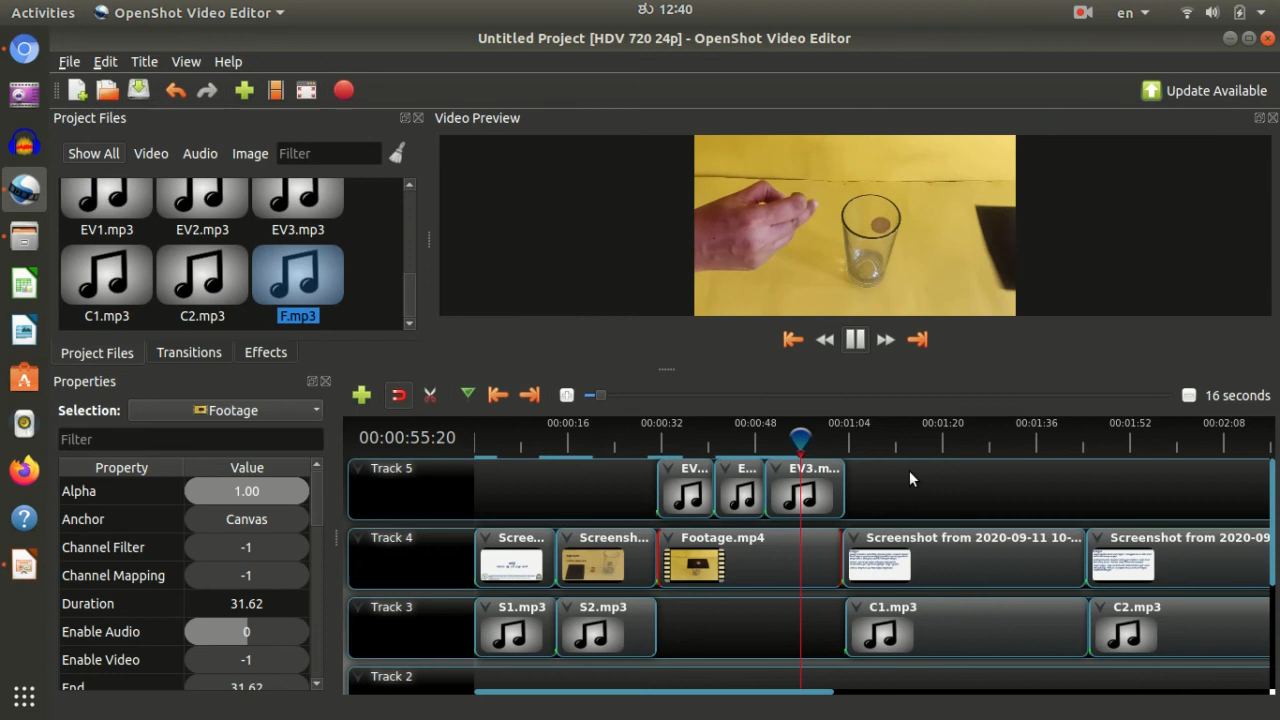 Activities OpenShot Video Editor 12:40 en
Untitled Project [HDV 720 24p] - OpenShot Video Editor
File Edit Title View Help
Update Available
Project Files Video Preview
Show All Video Audio Image Filter
EV1.mp3 EV2.mp3 EV3.mp3
C1.mp3 C2.mp3 F.mp3
Project Files Transitions Effects
Properties
Selection: Footage
16 seconds
Filter
00:00:55:20
00:00:16 00:00:32 00:00:48 00:01:04 00:01:20 00:01:36 00:01:52 00:02:08
Property Value
Alpha 1.00
Anchor Canvas
Channel Filter -1
Channel Mapping -1
Duration 31.62
Enable Audio 0
Enable Video -1
End 31.62
Track 5 EV... E... EV3.m...
Track 4 Scree... Screensh... Footage.mp4 Screenshot from 2020-09-11 10-... Screenshot from 2020-09
Track 3 S1.mp3 S2.mp3 C1.mp3 C2.mp3
Track 2